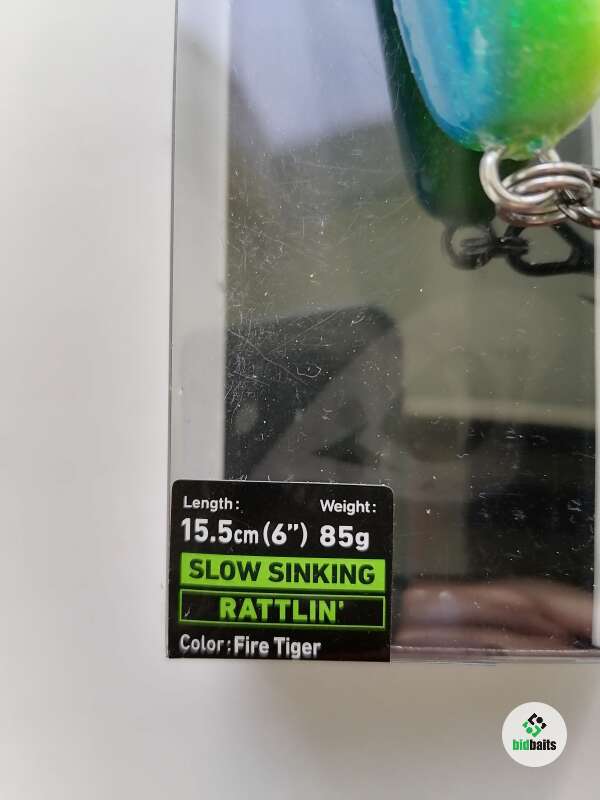 Length: Weight:
15.5cm (6”) 85g
SLOW SINKING
RATTLIN'
Color: Fire Tiger
bidbaits